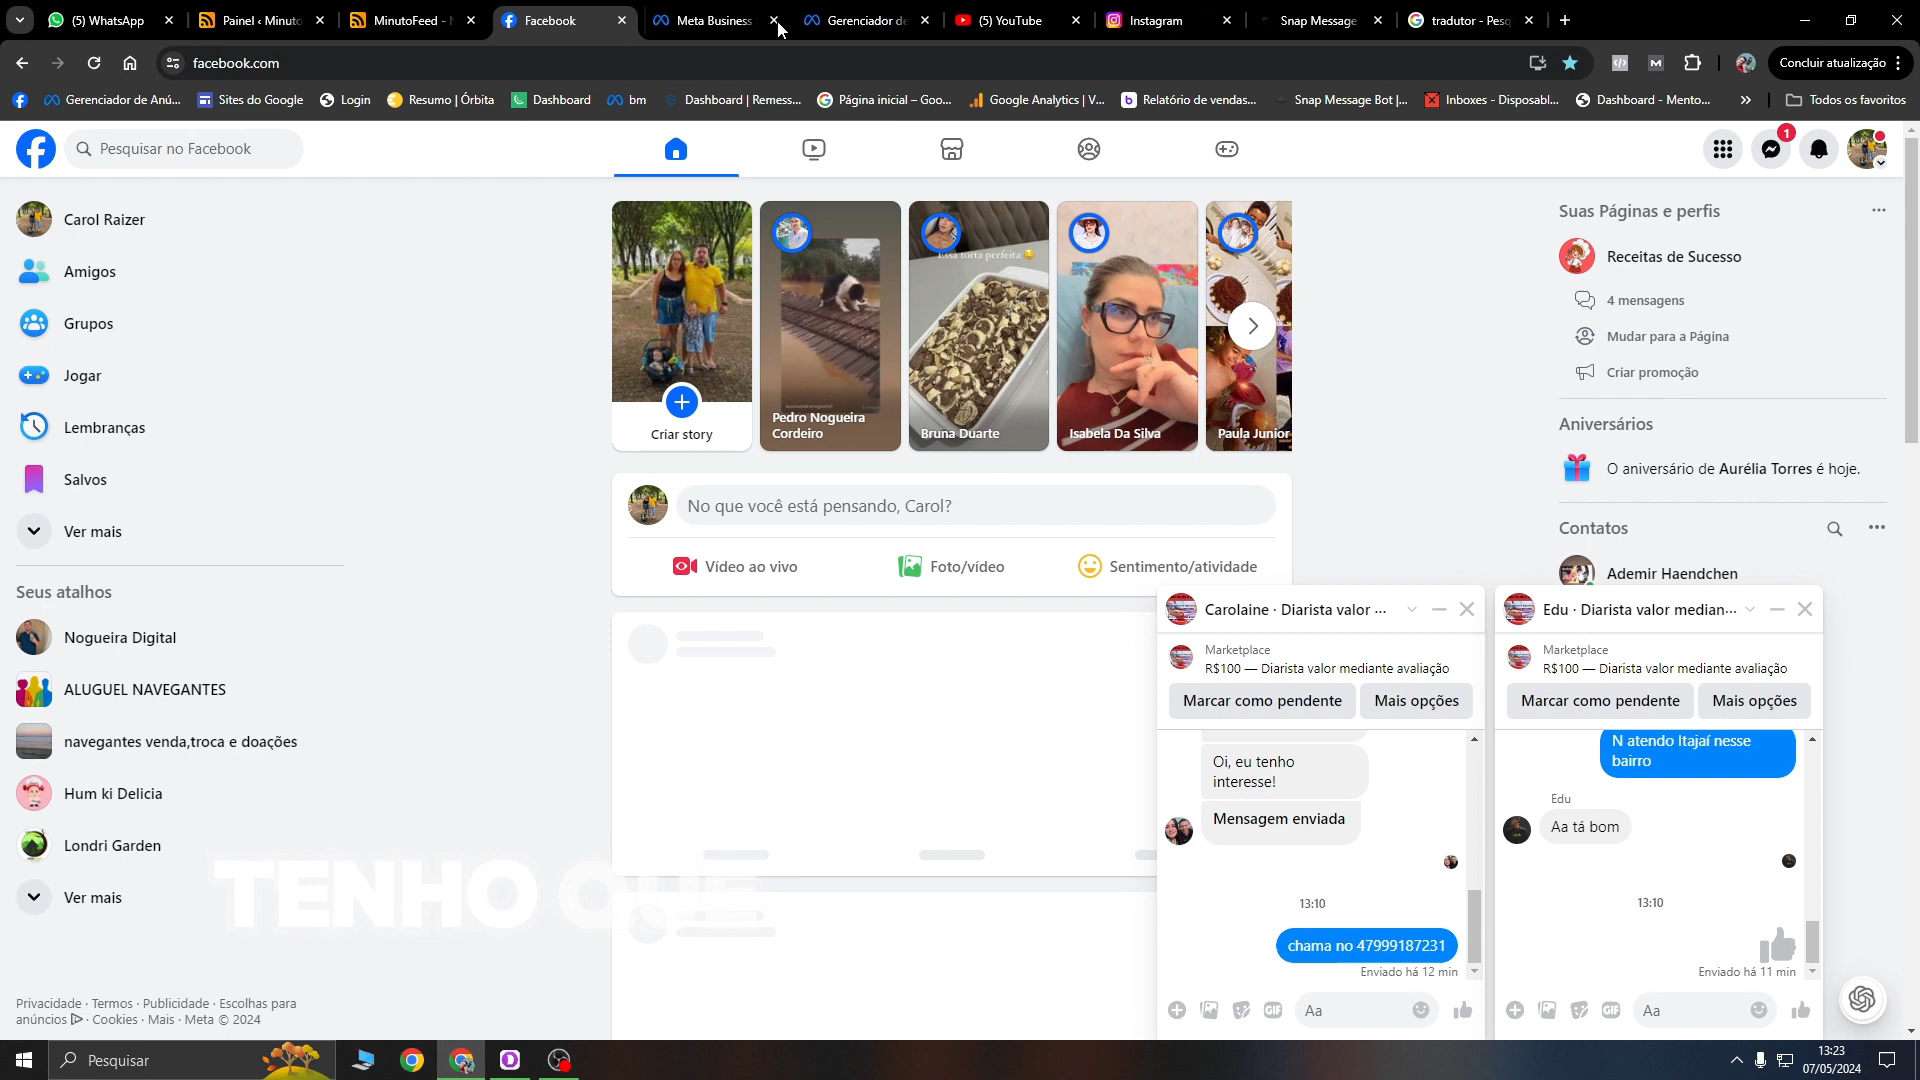 (5) WhatsApp
Painel ‹ Minuto
MinutoFeed -
Facebook
Meta Business
Gerenciador de
(5) YouTube
Instagram
Snap Message
tradutor - Pesq
facebook.com
Concluir atualização
Gerenciador de Anú...
Sites do Google
Login
Resumo | Órbita
Dashboard
bm
Dashboard | Remess...
Página inicial – Goo...
Google Analytics | V...
Relatório de vendas...
Snap Message Bot |...
Inboxes - Disposabl...
Dashboard - Mento...
»
Todos os favoritos
Pesquisar no Facebook
1
Carol Raizer
Amigos
Grupos
Jogar
Lembranças
Salvos
Ver mais
Seus atalhos
Nogueira Digital
ALUGUEL NAVEGANTES
navegantes venda,troca e doações
Hum ki Delicia
Londri Garden
Ver mais
Privacidade · Termos · Publicidade · Escolhas para
anúncios · Cookies · Mais · Meta © 2024
TENHO QUE
Criar story
Pedro Nogueira
Cordeiro
Essa torta perfeita
Bruna Duarte
Isabela Da Silva
Paula Junior
No que você está pensando, Carol?
Vídeo ao vivo
Foto/vídeo
Sentimento/atividade
Suas Páginas e perfis
Receitas de Sucesso
4 mensagens
Mudar para a Página
Criar promoção
Aniversários
O aniversário de Aurélia Torres é hoje.
Contatos
Ademir Haendchen
Carolaine · Diarista valor ...
Marketplace
R$100 — Diarista valor mediante avaliação
Marcar como pendente
Mais opções
Oi, eu tenho
interesse!
Mensagem enviada
13:10
chama no 47999187231
Enviado há 12 min
GIF
Aa
Edu · Diarista valor median...
Marketplace
R$100 — Diarista valor mediante avaliação
Marcar como pendente
Mais opções
N atendo Itajaí nesse
bairro
Edu
Aa tá bom
13:10
Enviado há 11 min
GIF
Aa
Pesquisar
13:23
07/05/2024